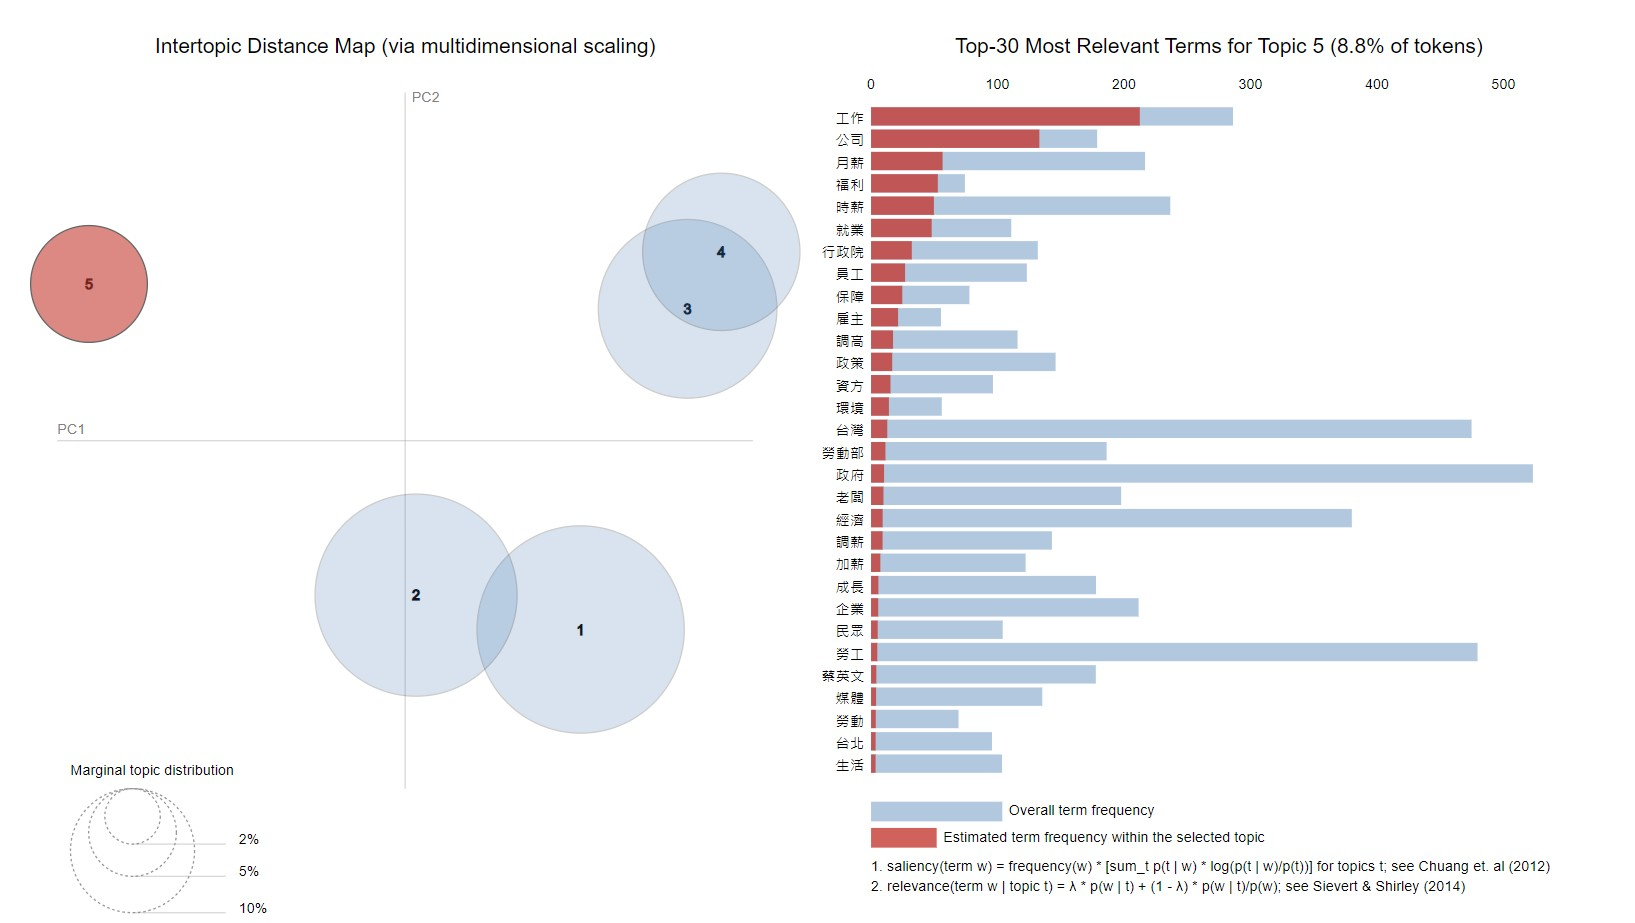 Intertopic Distance Map (via multidimensional scaling)
PC2
PC1
5
4
3
2
1
Marginal topic distribution
2%
5%
10%
Top-30 Most Relevant Terms for Topic 5 (8.8% of tokens)
0 100 200 300 400 500
工作
公司
月薪
福利
時薪
就業
行政院
員工
保障
雇主
調高
政策
資方
環境
台灣
勞動部
政府
老闆
經濟
調薪
加薪
成長
企業
民眾
勞工
蔡英文
媒體
勞動
台北
生活
Overall term frequency
Estimated term frequency within the selected topic
1. saliency(term w) = frequency(w) * [sum_t p(t | w) * log(p(t | w)/p(t))] for topics t; see Chuang et. al (2012)
2. relevance(term w | topic t) = λ * p(w | t) + (1 - λ) * p(w | t)/p(w); see Sievert & Shirley (2014)